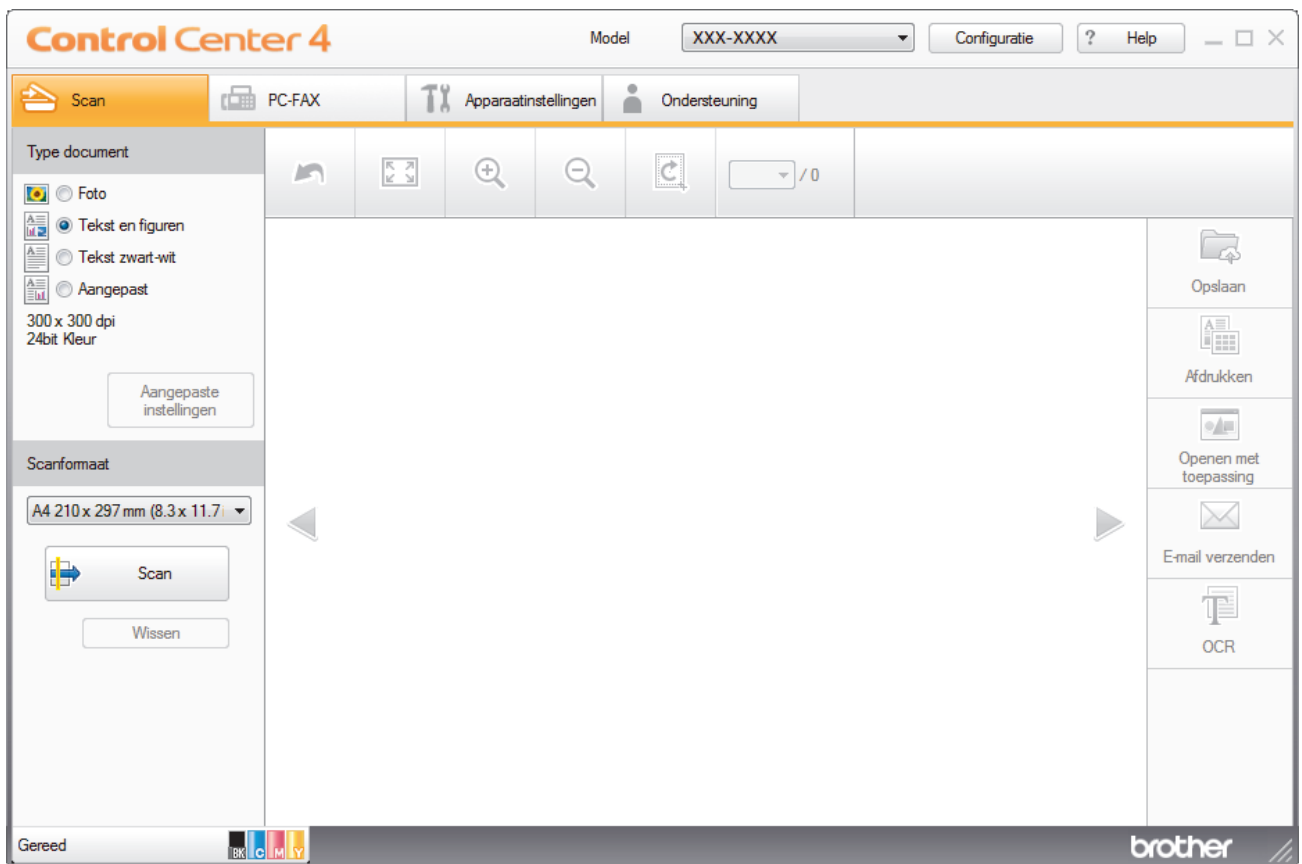 Control Center 4
Model
XXX-XXXX
Configuratie
? Help
Scan
PC-FAX
Apparaatinstellingen
Ondersteuning
Type document
Foto
Tekst en figuren
Tekst zwart-wit
Aangepast
300 x 300 dpi
24bit Kleur
Aangepaste
instellingen
Scanformaat
A4 210 x 297 mm (8.3 x 11.7
Scan
Wissen
/ 0
Opslaan
Afdrukken
Openen met
toepassing
E-mail verzenden
OCR
Gereed
BK C M Y
brother